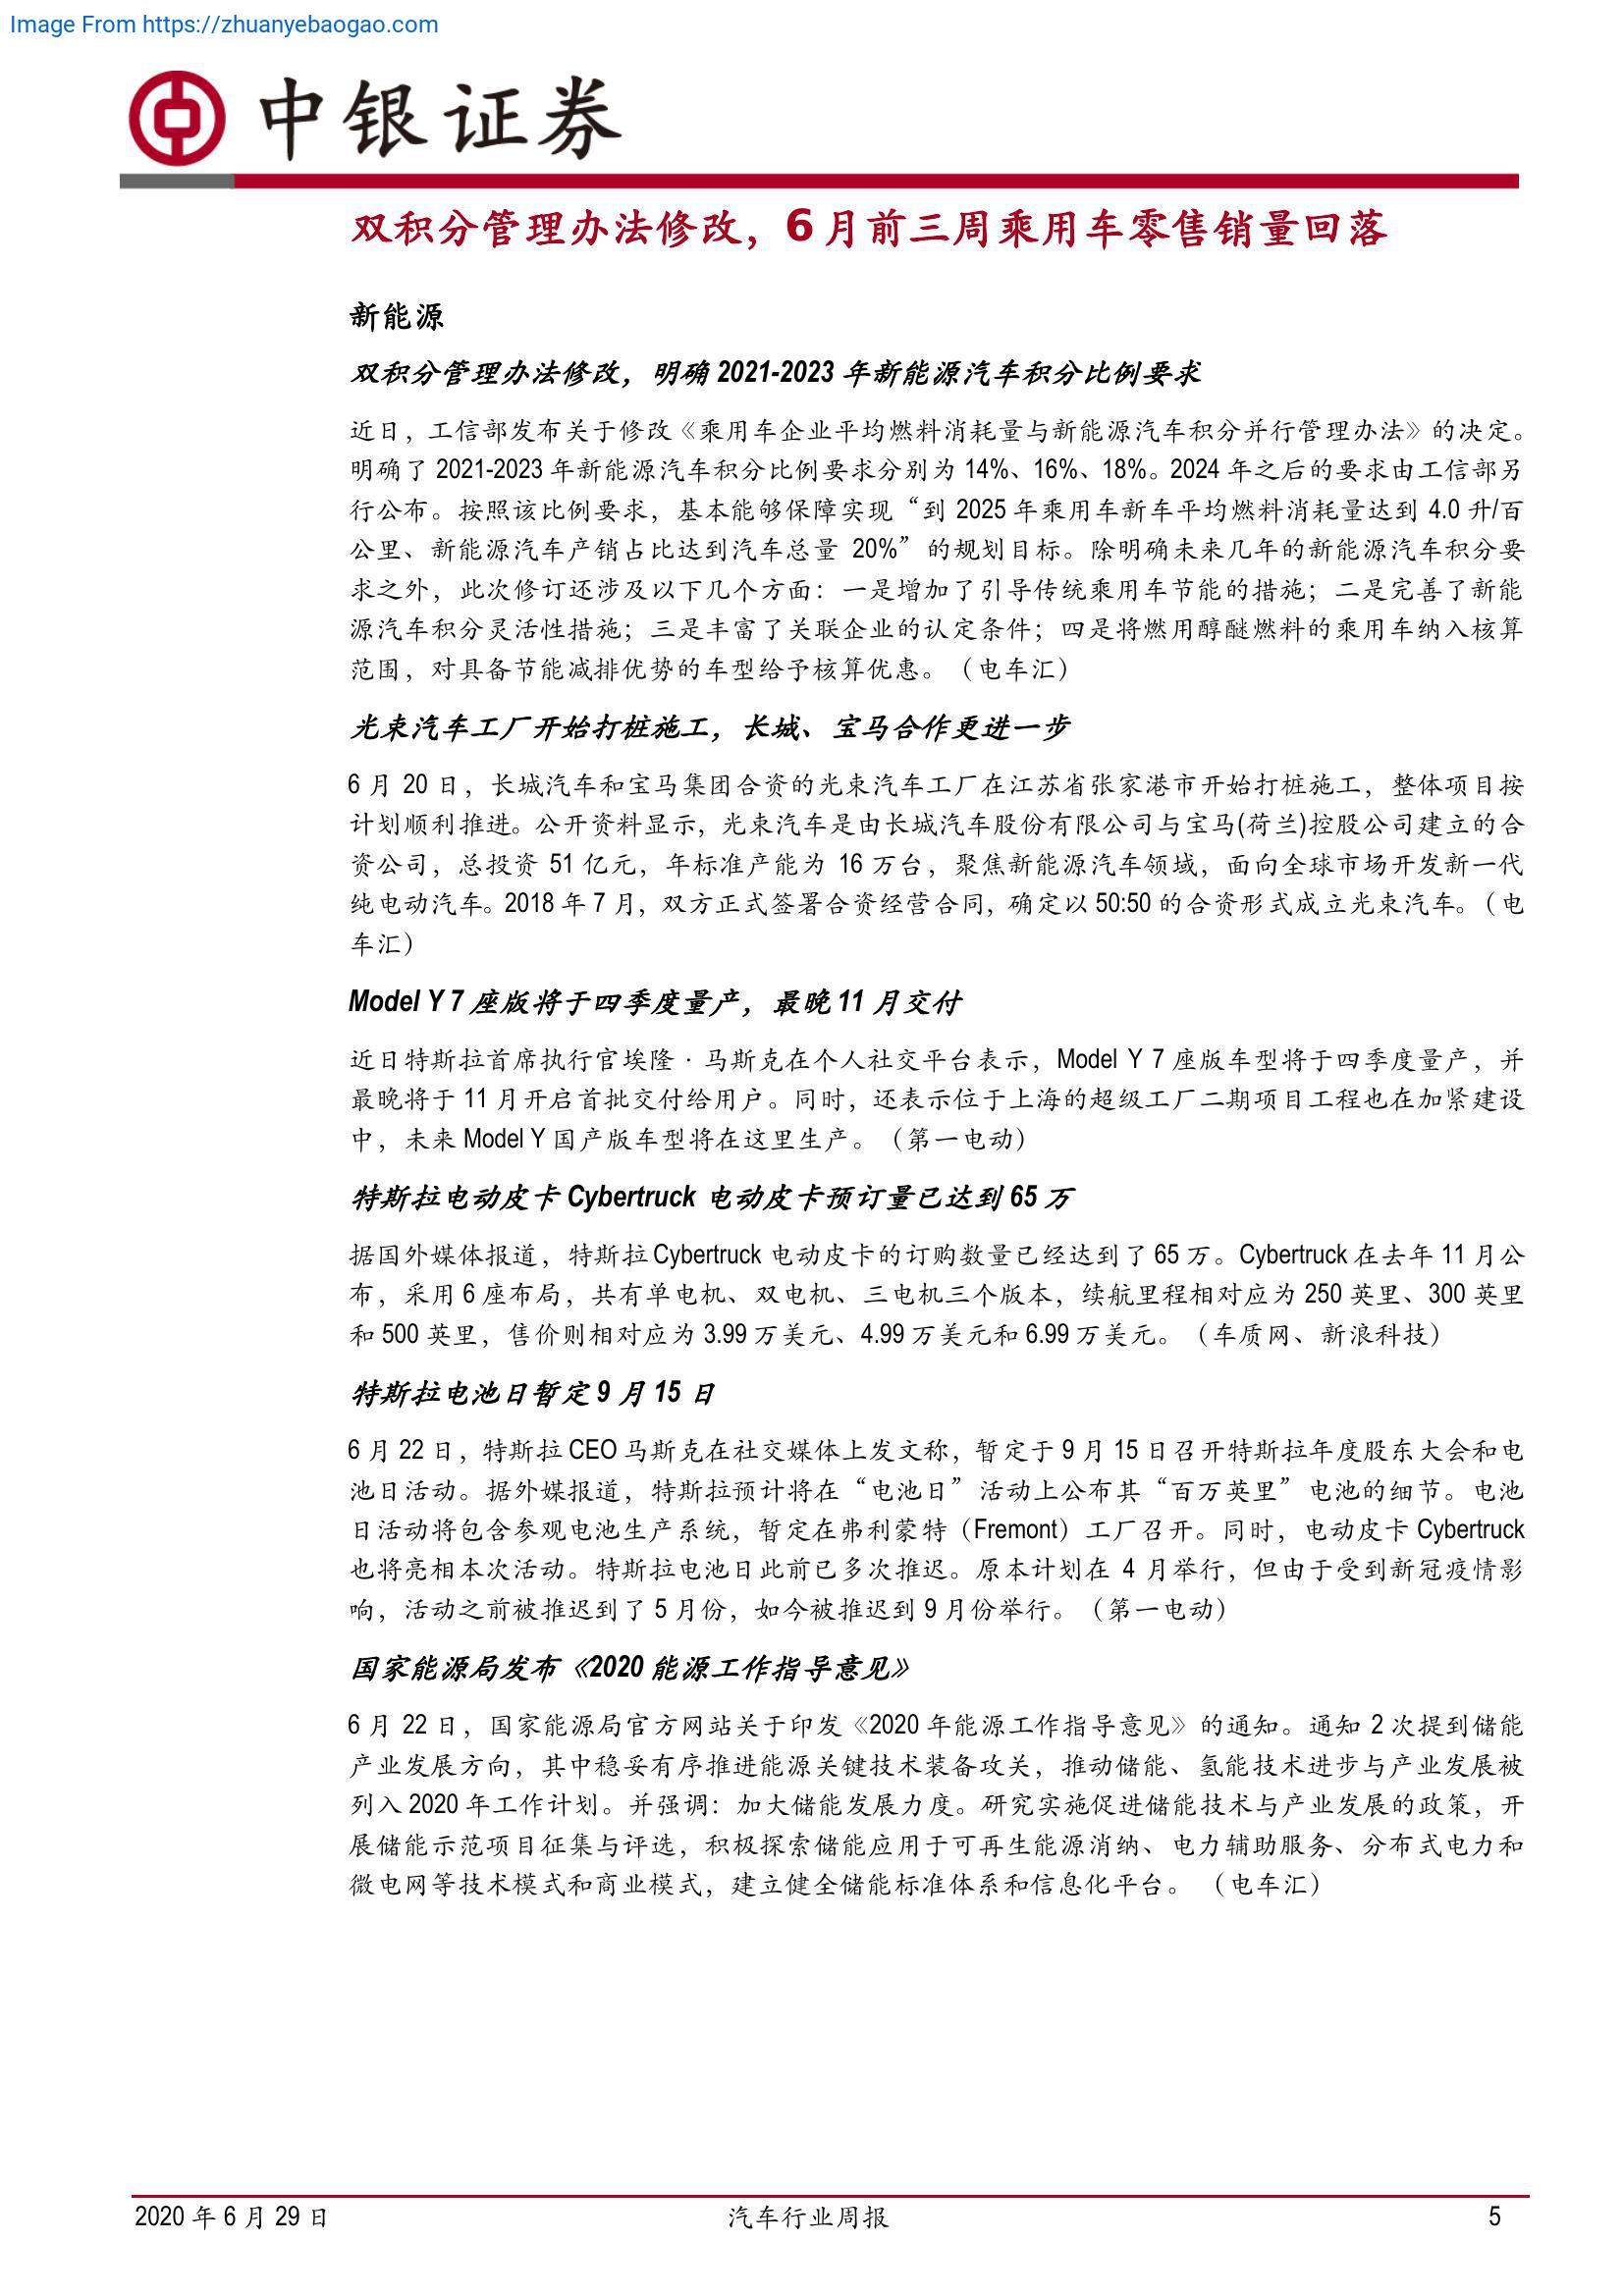 Image From https://zhuanyebaogao.com
中银证券
双积分管理办法修改，6 月前三周乘用车零售销量回落
新能源
双积分管理办法修改，明确 2021-2023 年新能源汽车积分比例要求
近日，工信部发布关于修改《乘用车企业平均燃料消耗量与新能源汽车积分并行管理办法》的决定。
明确了 2021-2023 年新能源汽车积分比例要求分别为 14%、16%、18%。2024 年之后的要求由工信部另
行公布。按照该比例要求，基本能够保障实现“到 2025 年乘用车新车平均燃料消耗量达到 4.0 升/百
公里、新能源汽车产销占比达到汽车总量 20%”的规划目标。除明确未来几年的新能源汽车积分要
求之外，此次修订还涉及以下几个方面：一是增加了引导传统乘用车节能的措施；二是完善了新能
源汽车积分灵活性措施；三是丰富了关联企业的认定条件；四是将燃用醇醚燃料的乘用车纳入核算
范围，对具备节能减排优势的车型给予核算优惠。（电车汇）
光束汽车工厂开始打桩施工，长城、宝马合作更进一步
6 月 20 日，长城汽车和宝马集团合资的光束汽车工厂在江苏省张家港市开始打桩施工，整体项目按
计划顺利推进。公开资料显示，光束汽车是由长城汽车股份有限公司与宝马(荷兰)控股公司建立的合
资公司，总投资 51 亿元，年标准产能为 16 万台，聚焦新能源汽车领域，面向全球市场开发新一代
纯电动汽车。2018 年 7 月，双方正式签署合资经营合同，确定以 50:50 的合资形式成立光束汽车。（电
车汇）
Model Y 7 座版将于四季度量产，最晚 11 月交付
近日特斯拉首席执行官埃隆·马斯克在个人社交平台表示，Model Y 7 座版车型将于四季度量产，并
最晚将于 11 月开启首批交付给用户。同时，还表示位于上海的超级工厂二期项目工程也在加紧建设
中，未来 Model Y 国产版车型将在这里生产。（第一电动）
特斯拉电动皮卡 Cybertruck 电动皮卡预订量已达到 65 万
据国外媒体报道，特斯拉 Cybertruck 电动皮卡的订购数量已经达到了 65 万。Cybertruck 在去年 11 月公
布，采用 6 座布局，共有单电机、双电机、三电机三个版本，续航里程相对应为 250 英里、300 英里
和 500 英里，售价则相对应为 3.99 万美元、4.99 万美元和 6.99 万美元。（车质网、新浪科技）
特斯拉电池日暂定 9 月 15 日
6 月 22 日，特斯拉 CEO 马斯克在社交媒体上发文称，暂定于 9 月 15 日召开特斯拉年度股东大会和电
池日活动。据外媒报道，特斯拉预计将在“电池日”活动上公布其“百万英里”电池的细节。电池
日活动将包含参观电池生产系统，暂定在弗利蒙特（Fremont）工厂召开。同时，电动皮卡 Cybertruck
也将亮相本次活动。特斯拉电池日此前已多次推迟。原本计划在 4 月举行，但由于受到新冠疫情影
响，活动之前被推迟到了 5 月份，如今被推迟到 9 月份举行。（第一电动）
国家能源局发布《2020 能源工作指导意见》
6 月 22 日，国家能源局官方网站关于印发《2020 年能源工作指导意见》的通知。通知 2 次提到储能
产业发展方向，其中稳妥有序推进能源关键技术装备攻关，推动储能、氢能技术进步与产业发展被
列入 2020 年工作计划。并强调：加大储能发展力度。研究实施促进储能技术与产业发展的政策，开
展储能示范项目征集与评选，积极探索储能应用于可再生能源消纳、电力辅助服务、分布式电力和
微电网等技术模式和商业模式，建立健全储能标准体系和信息化平台。（电车汇）
2020 年 6 月 29 日
汽车行业周报
5